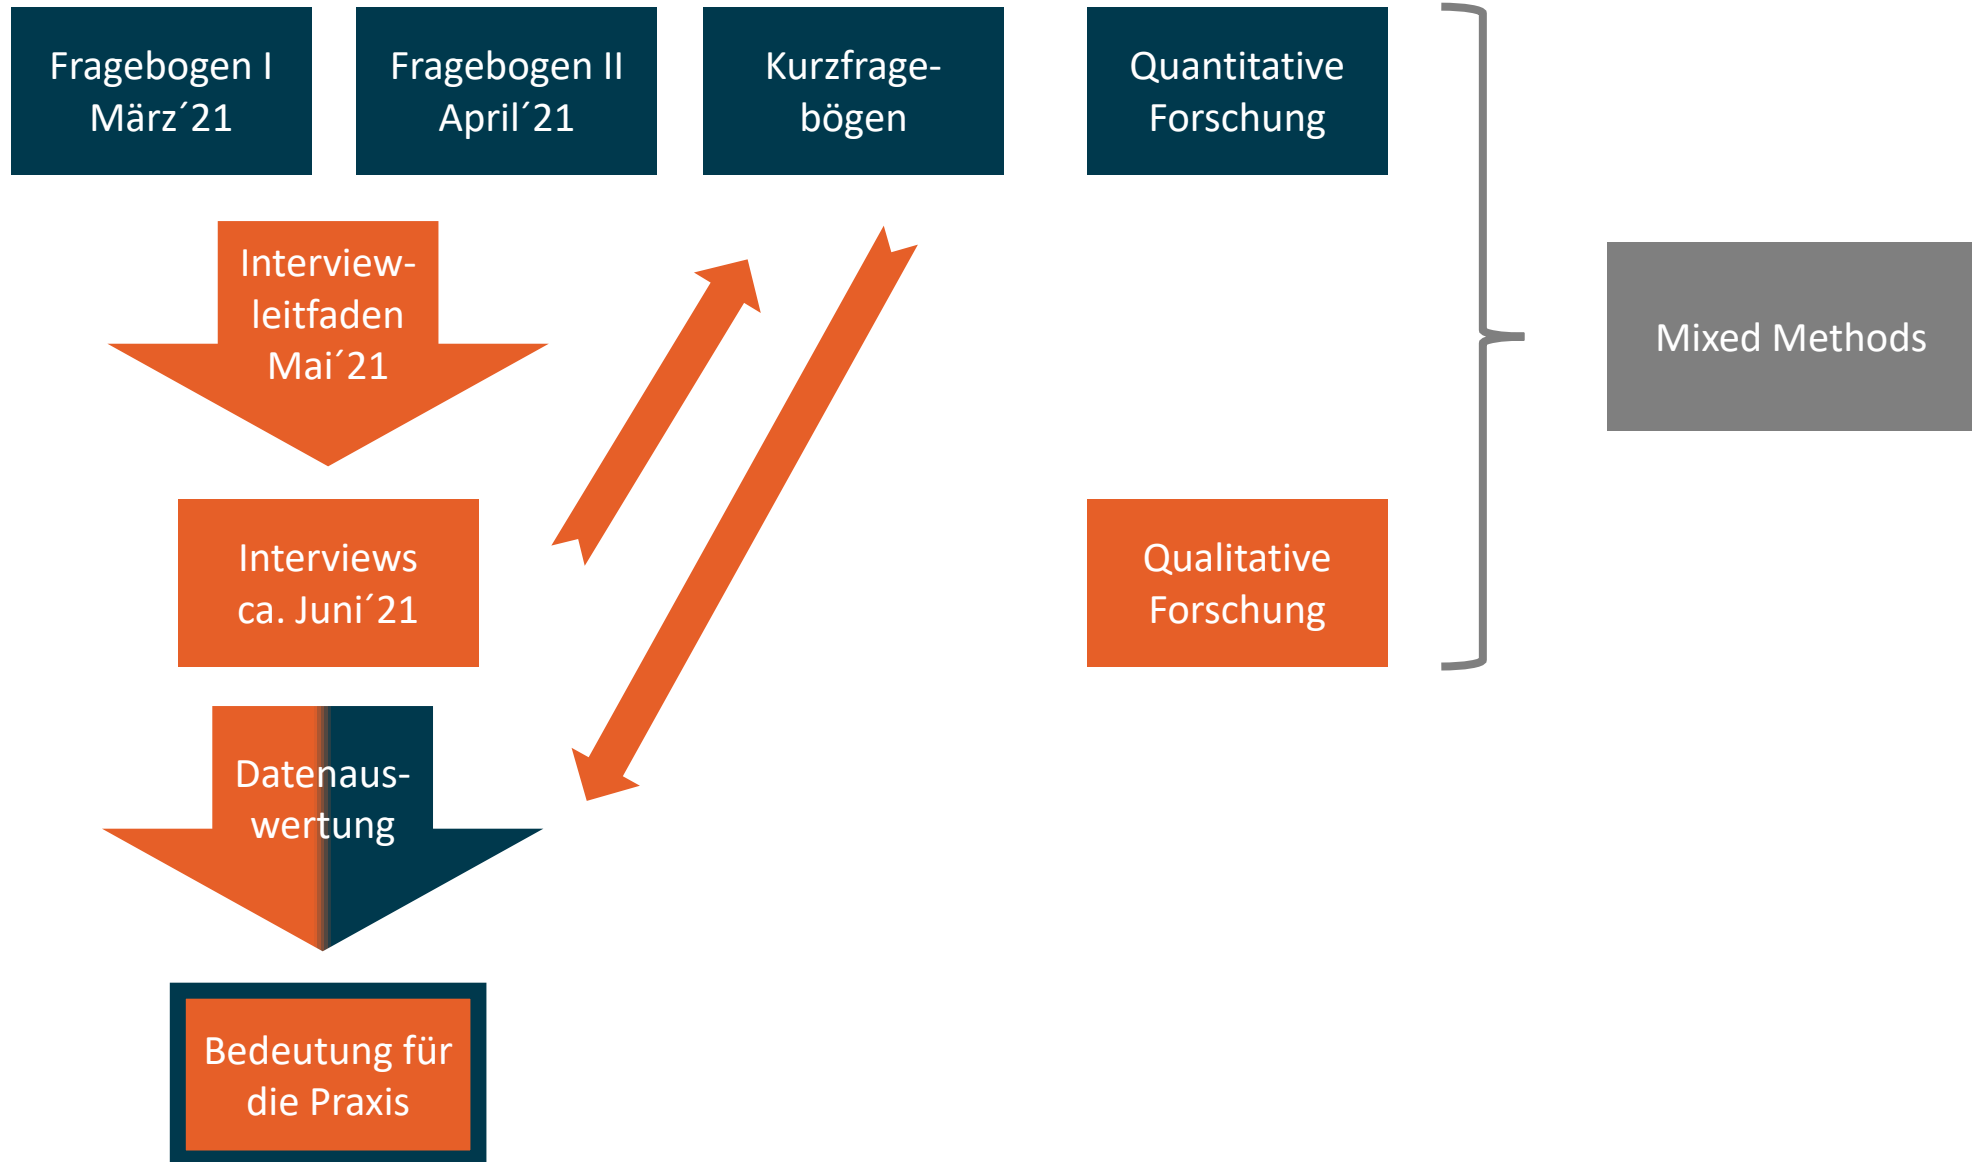 Fragebogen I
März´21
Fragebogen II
April´21
Kurzfrage-
bögen
Quantitative
Forschung
Interview-
leitfaden
Mai´21
Mixed Methods
Interviews
ca. Juni´21
Qualitative
Forschung
Datenaus-
wertung
Bedeutung für
die Praxis